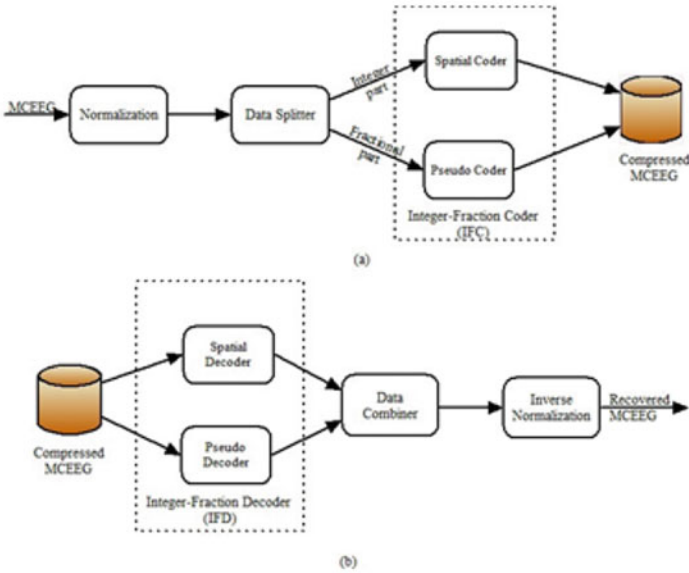 MCEEG
Normalization
Data Splitter
Integer
part
Fractional
part
Spatial Coder
Pseudo Coder
Integer-Fraction Coder
(IFC)
Compressed
MCEEG
(a)
Compressed
MCEEG
Spatial
Decoder
Pseudo
Decoder
Integer-Fraction Decoder
(IFD)
Data
Combiner
Inverse
Normalization
Recovered
MCEEG
(b)